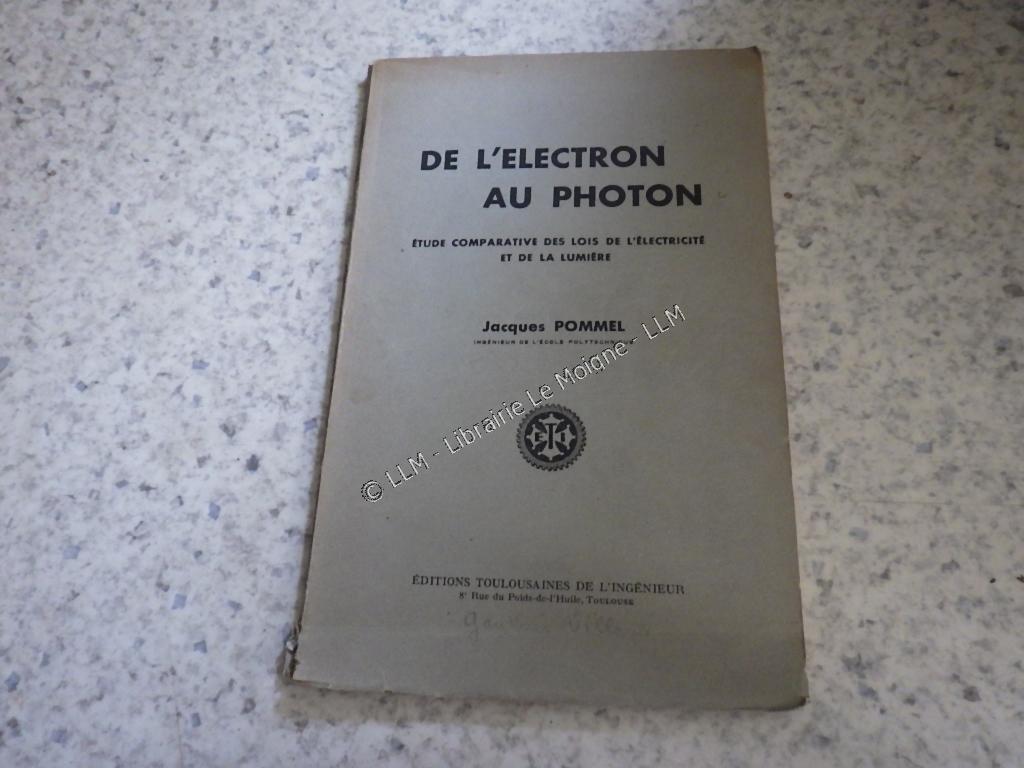 DE L'ELECTRON
AU PHOTON
ÉTUDE COMPARATIVE DES LOIS DE L'ÉLECTRICITÉ
ET DE LA LUMIÈRE
Jacques POMMEL
INGÉNIEUR DE L'ÉCOLE POLYTECHNIQUE
© LLM - Librairie Le Moigne - LLM
ETI
ÉDITIONS TOULOUSAINES DE L'INGÉNIEUR
8, Rue du Poids-de-l'Huile, TOULOUSE